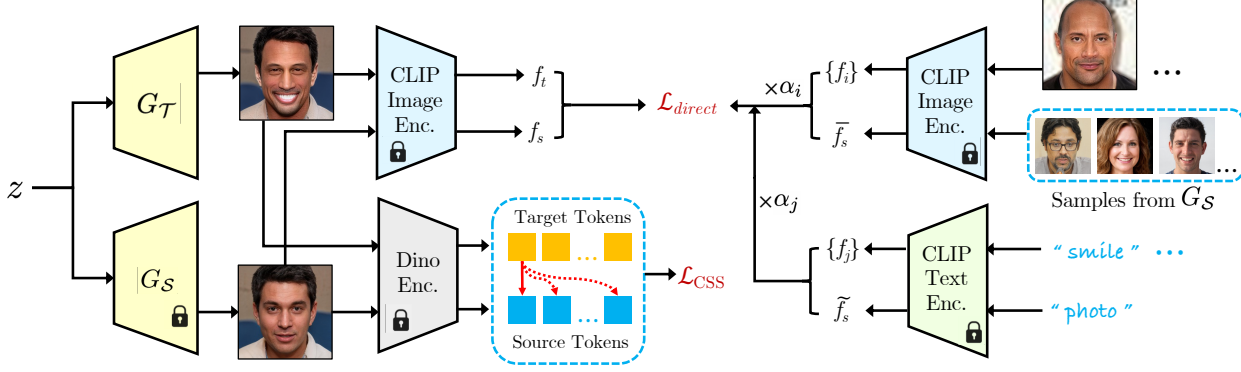 z
G_𝒯
CLIP
Image
Enc.
f_t
f_s
ℒ_direct
G_𝒮
Dino
Enc.
Target Tokens
...
...
Source Tokens
ℒ_CSS
×α_i
×α_j
{f_i}
f̄_s
CLIP
Image
Enc.
...
...
Samples from G_𝒮
{f_j}
f̃_s
CLIP
Text
Enc.
“ smile ” ...
“ photo ”